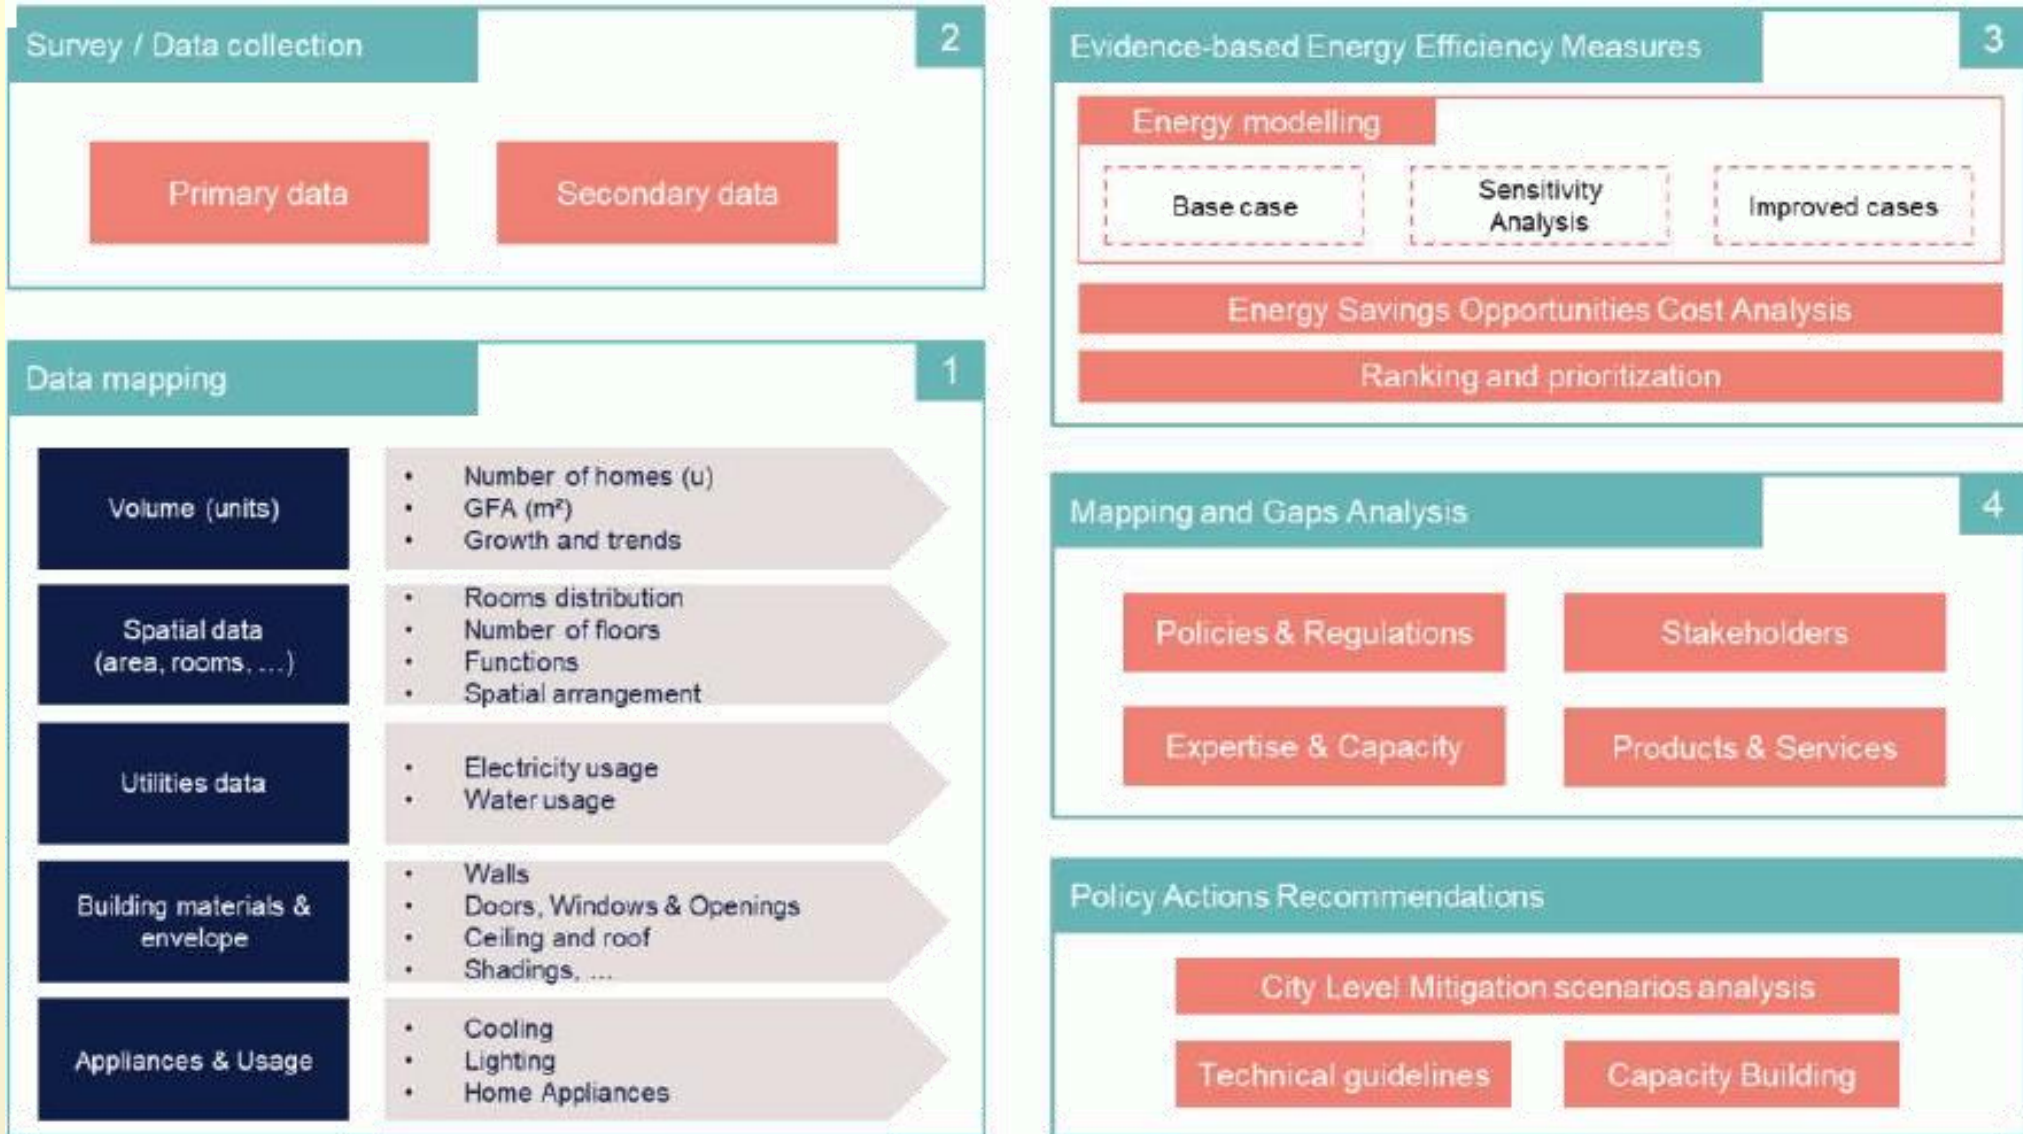 Survey / Data collection
2
Primary data
Secondary data
Data mapping
1
Volume (units)
• Number of homes (u)
• GFA (m²)
• Growth and trends
Spatial data
(area, rooms, ...)
• Rooms distribution
• Number of floors
• Functions
• Spatial arrangement
Utilities data
• Electricity usage
• Water usage
Building materials &
envelope
• Walls
• Doors, Windows & Openings
• Ceiling and roof
• Shadings, ...
Appliances & Usage
• Cooling
• Lighting
• Home Appliances
Evidence-based Energy Efficiency Measures
3
Energy modelling
Base case
Sensitivity
Analysis
Improved cases
Energy Savings Opportunities Cost Analysis
Ranking and prioritization
Mapping and Gaps Analysis
4
Policies & Regulations
Stakeholders
Expertise & Capacity
Products & Services
Policy Actions Recommendations
City Level Mitigation scenarios analysis
Technical guidelines
Capacity Building